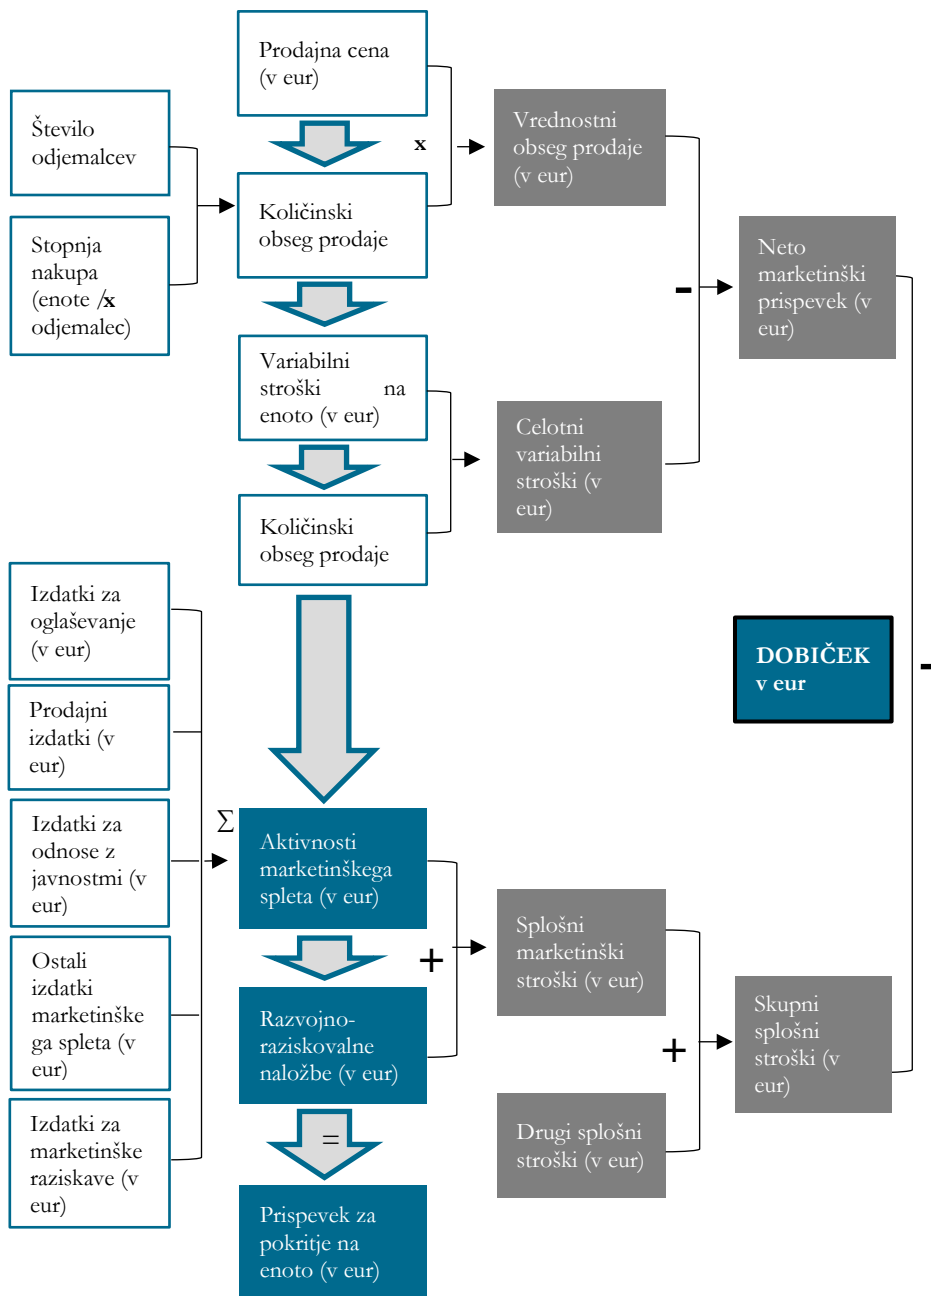 Prodajna cena
(v eur)
x
Število
odjemalcev
Stopnja
nakupa
(enote /x
odjemalec)
Količinski
obseg prodaje
Vrednostni
obseg prodaje
(v eur)
-
Neto
marketinški
prispevek (v
eur)
Variabilni
stroški na
enoto (v eur)
Celotni
variabilni
stroški (v
eur)
Količinski
obseg prodaje
Izdatki za
oglaševanje
(v eur)
Prodajni
izdatki (v
eur)
Izdatki za
odnose z
javnostmi (v
eur)
Ostali
izdatki
marketinške
ga spleta (v
eur)
Izdatki za
marketinške
raziskave (v
eur)
∑
Aktivnosti
marketinškega
spleta (v eur)
+
Razvojno-
raziskovalne
naložbe (v eur)
=
Prispevek za
pokritje na
enoto (v eur)
Splošni
marketinški
stroški (v eur)
+
Drugi splošni
stroški (v eur)
Skupni
splošni
stroški (v
eur)
DOBIČEK
v eur
-